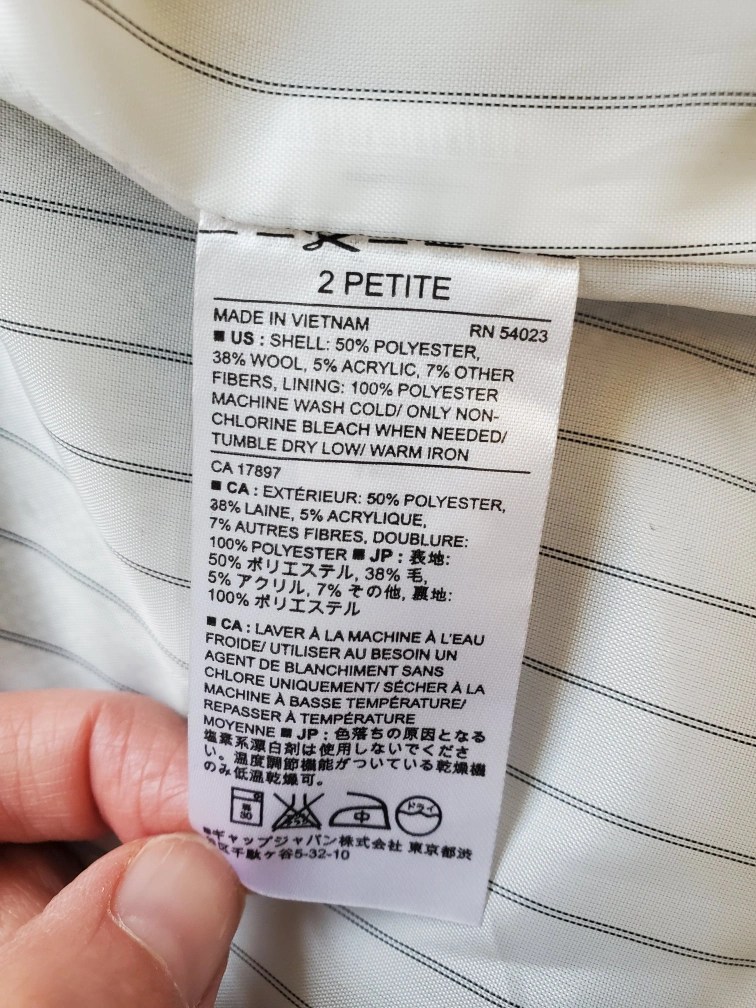 2 PETITE
MADE IN VIETNAM RN 54023
■ US : SHELL: 50% POLYESTER,
38% WOOL, 5% ACRYLIC, 7% OTHER
FIBERS, LINING: 100% POLYESTER
MACHINE WASH COLD/ ONLY NON-
CHLORINE BLEACH WHEN NEEDED/
TUMBLE DRY LOW/ WARM IRON
CA 17897
■ CA : EXTÉRIEUR: 50% POLYESTER,
38% LAINE, 5% ACRYLIQUE,
7% AUTRES FIBRES, DOUBLURE:
100% POLYESTER ■ JP : 表地:
50% ポリエステル, 38% 毛,
5% アクリル, 7% その他, 裏地:
100% ポリエステル
■ CA : LAVER À LA MACHINE À L'EAU
FROIDE/ UTILISER AU BESOIN UN
AGENT DE BLANCHIMENT SANS
CHLORE UNIQUEMENT/ SÉCHER À LA
MACHINE À BASSE TEMPÉRATURE/
REPASSER À TEMPÉRATURE
MOYENNE ■ JP : 色落ちの原因となる
塩素系漂白剤は使用しないでくださ
い。温度調節機能がついている乾燥機
のみ低温乾燥可。
30 中 ドライ
■ギャップジャパン株式会社 東京都渋
区千駄ヶ谷5-32-10